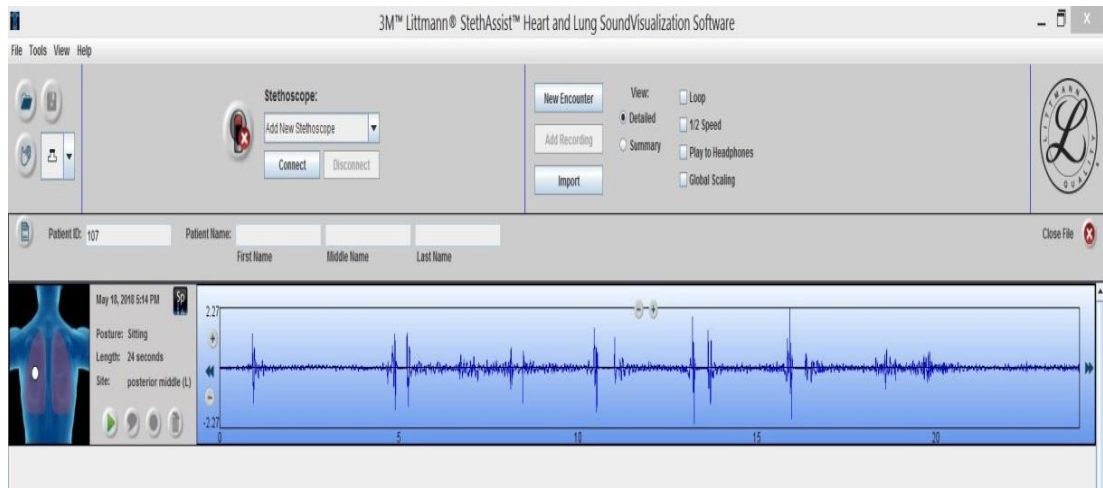 3M™ Littmann® StethAssist™ Heart and Lung SoundVisualization Software
File Tools View Help
Stethoscope:
Add New Stethoscope
Connect Disconnect
New Encounter
Add Recording
Import
View:
Detailed
Summary
Loop
1/2 Speed
Play to Headphones
Global Scaling
LITTMANN
L
QUALITY
Patient ID: 107 Patient Name:
First Name Middle Name Last Name
Close File
May 18, 2018 5:14 PM Sp
Posture: Sitting
Length: 24 seconds
Site: posterior middle (L)
2.27
-2.27
0 5 10 15 20